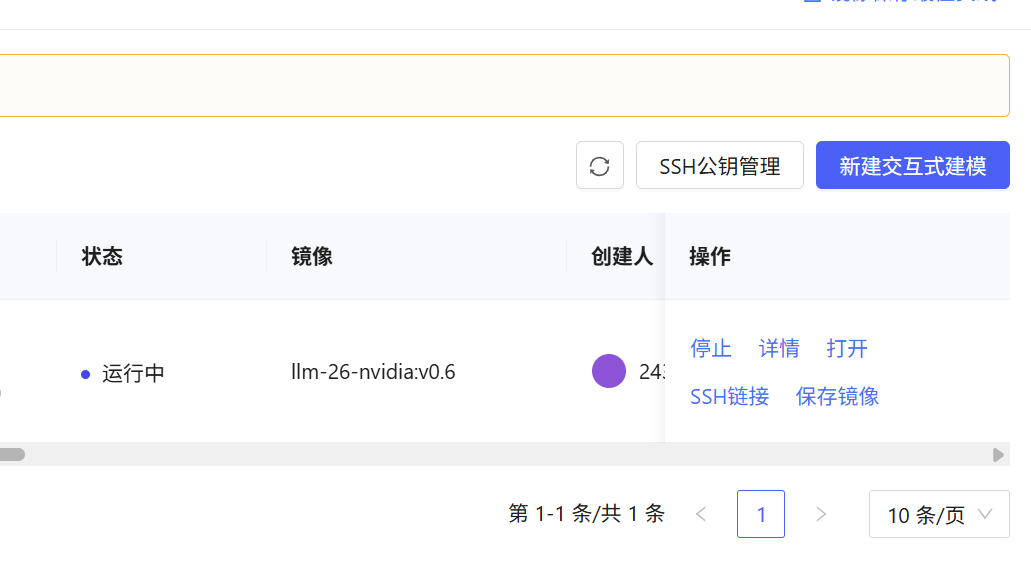 SSH公钥管理 新建交互式建模
状态 镜像 创建人 操作
运行中 llm-26-nvidia:v0.6 243
停止 详情 打开
SSH链接 保存镜像
第 1-1 条/共 1 条 1 10 条/页